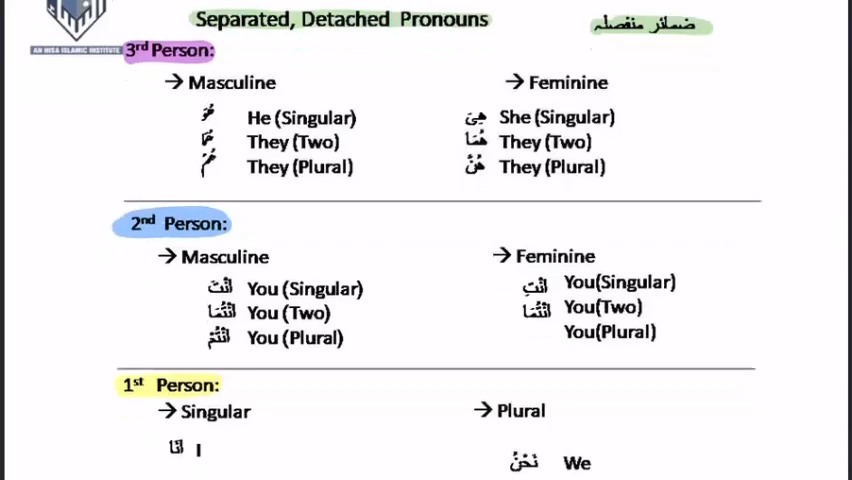 Separated, Detached Pronouns ضمائر منفصلہ
AN NISA ISLAMIC INSTITUTE
3rd Person:
→ Masculine → Feminine
هُوَ He (Singular) هِیَ She (Singular)
هُمَا They (Two) هُمَا They (Two)
هُمْ They (Plural) هُنَّ They (Plural)
2nd Person:
→ Masculine → Feminine
اَنْتَ You (Singular) اَنْتِ You(Singular)
اَنْتُمَا You (Two) اَنْتُمَا You(Two)
اَنْتُمْ You (Plural) You(Plural)
1st Person:
→ Singular → Plural
اَنَا I
نَحْنُ We